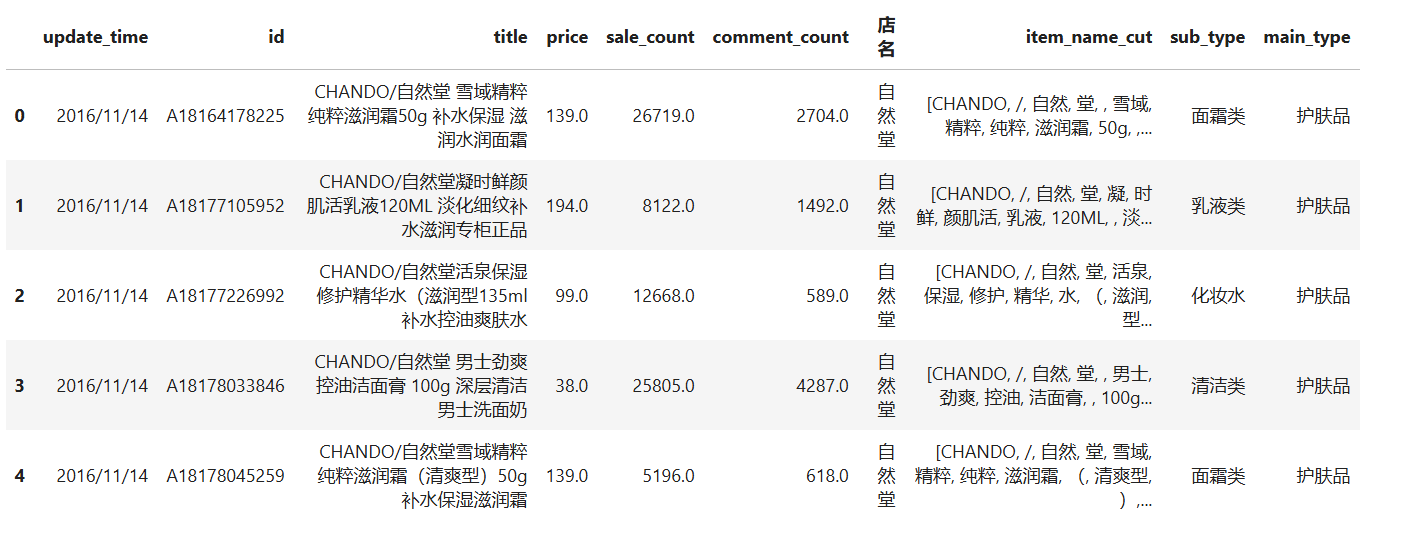 update_time id title price sale_count comment_count 店名 item_name_cut sub_type main_type
0 2016/11/14 A18164178225 CHANDO/自然堂 雪域精粹纯粹滋润霜50g 补水保湿 滋润水润面霜 139.0 26719.0 2704.0 自然堂 [CHANDO, /, 自然, 堂, , 雪域, 精粹, 纯粹, 滋润霜, 50g, ,... 面霜类 护肤品
1 2016/11/14 A18177105952 CHANDO/自然堂凝时鲜颜肌活乳液120ML 淡化细纹补水滋润专柜正品 194.0 8122.0 1492.0 自然堂 [CHANDO, /, 自然, 堂, 凝, 时鲜, 颜肌活, 乳液, 120ML, , 淡... 乳液类 护肤品
2 2016/11/14 A18177226992 CHANDO/自然堂活泉保湿修护精华水（滋润型135ml补水控油爽肤水 99.0 12668.0 589.0 自然堂 [CHANDO, /, 自然, 堂, 活泉, 保湿, 修护, 精华, 水, （, 滋润, 型... 化妆水 护肤品
3 2016/11/14 A18178033846 CHANDO/自然堂 男士劲爽控油洁面膏 100g 深层清洁 男士洗面奶 38.0 25805.0 4287.0 自然堂 [CHANDO, /, 自然, 堂, , 男士, 劲爽, 控油, 洁面膏, , 100g... 清洁类 护肤品
4 2016/11/14 A18178045259 CHANDO/自然堂雪域精粹纯粹滋润霜（清爽型）50g补水保湿滋润霜 139.0 5196.0 618.0 自然堂 [CHANDO, /, 自然, 堂, 雪域, 精粹, 纯粹, 滋润霜, （, 清爽型, ）,... 面霜类 护肤品